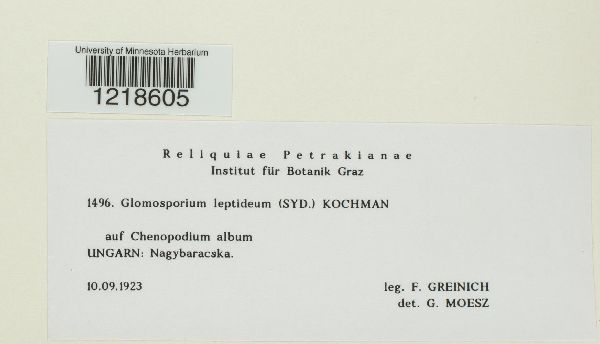 University of Minnesota Herbarium
1218605
Reliquiae Petrakianae
Institut für Botanik Graz
1496. Glomosporium leptideum (SYD.) KOCHMAN
auf Chenopodium album
UNGARN: Nagybaracska.
10.09.1923
leg. F. GREINICH
det. G. MOESZ